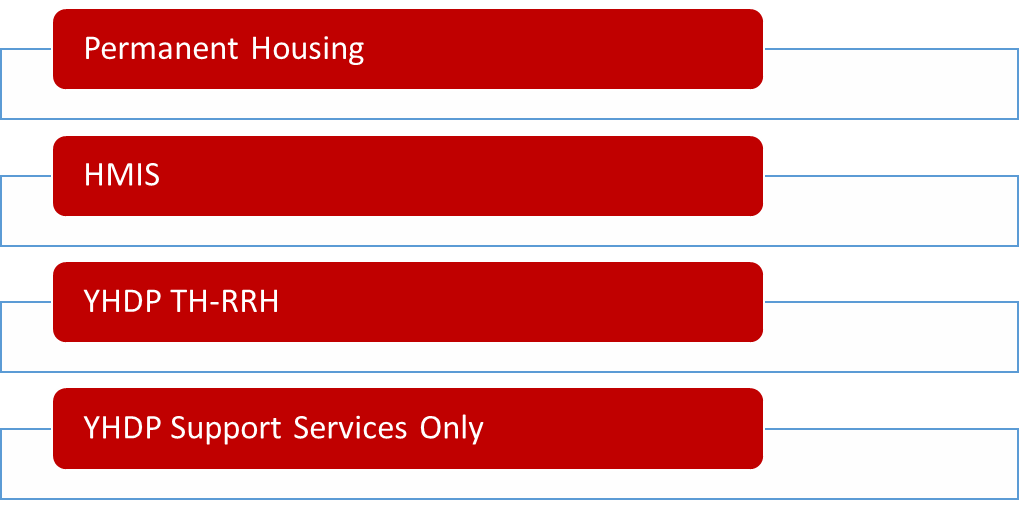 Permanent Housing
HMIS
YHDP TH-RRH
YHDP Support Services Only